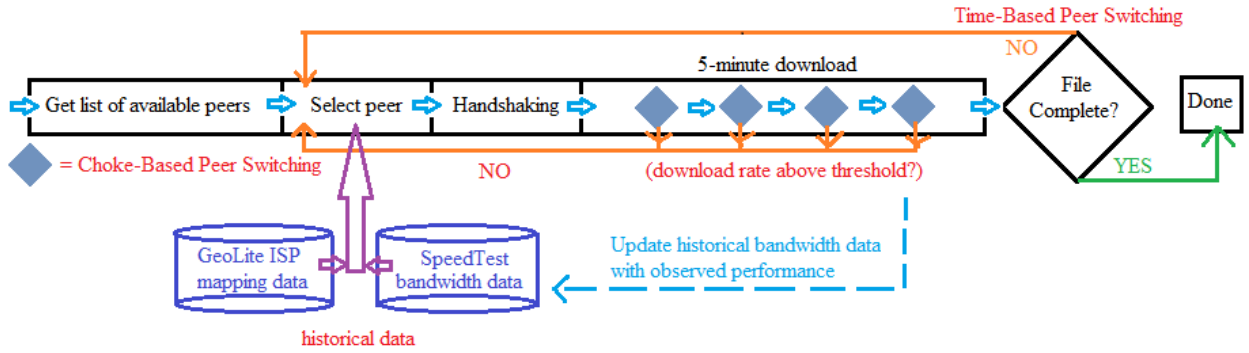 Time-Based Peer Switching
NO
5-minute download
Get list of available peers
Select peer
Handshaking
File
Complete?
Done
= Choke-Based Peer Switching
NO
(download rate above threshold?)
YES
GeoLite ISP
mapping data
SpeedTest
bandwidth data
Update historical bandwidth data
with observed performance
historical data